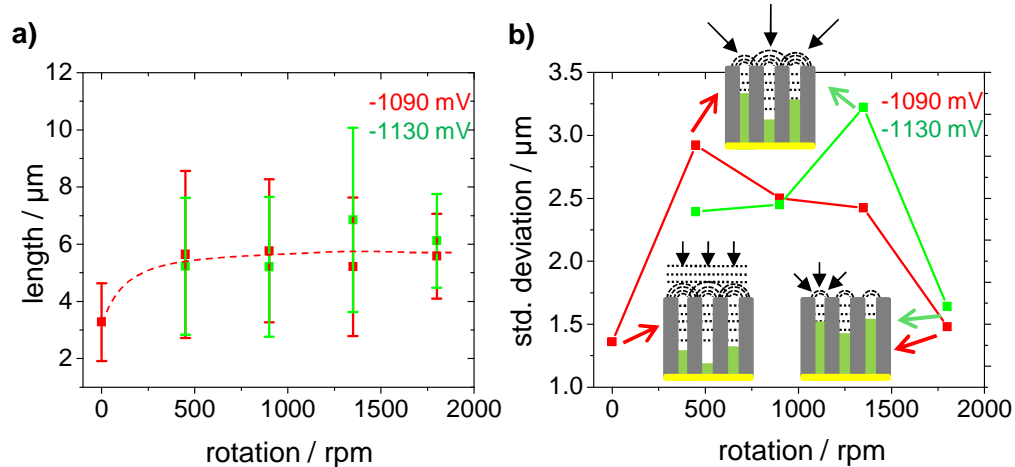 a)
12
10
8
6
4
2
length / µm
-1090 mV
-1130 mV
0
500
1000
1500
2000
rotation / rpm
b)
3.5
3.0
2.5
2.0
1.5
1.0
std. deviation / µm
-1090 mV
-1130 mV
0
500
1000
1500
2000
rotation / rpm